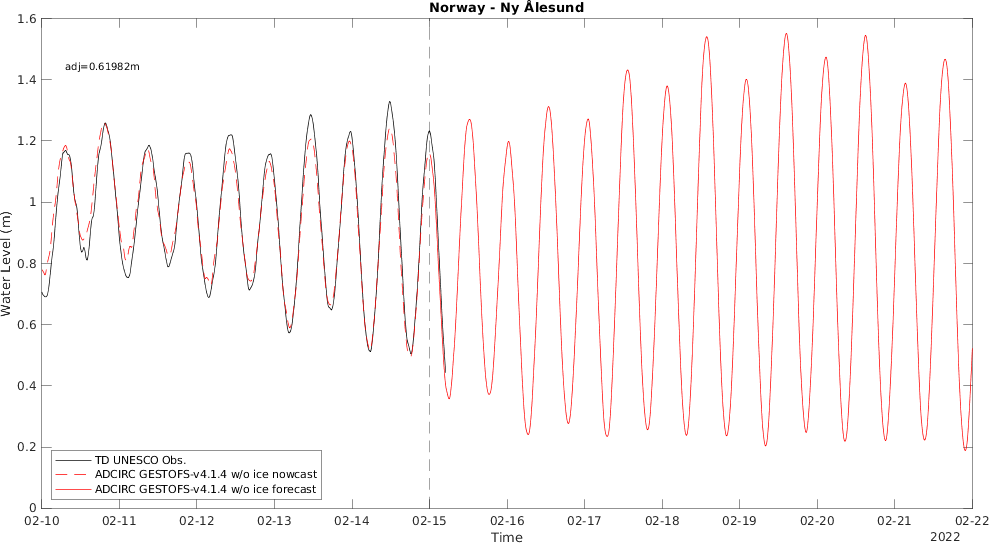 Norway - Ny Ålesund
1.6
1.4
1.2
1
0.8
0.6
0.4
0.2
0
Water Level (m)
adj=0.61982m
TD UNESCO Obs.
ADCIRC GESTOFS-v4.1.4 w/o ice nowcast
ADCIRC GESTOFS-v4.1.4 w/o ice forecast
02-10 02-11 02-12 02-13 02-14 02-15 02-16 02-17 02-18 02-19 02-20 02-21 02-22
Time
2022